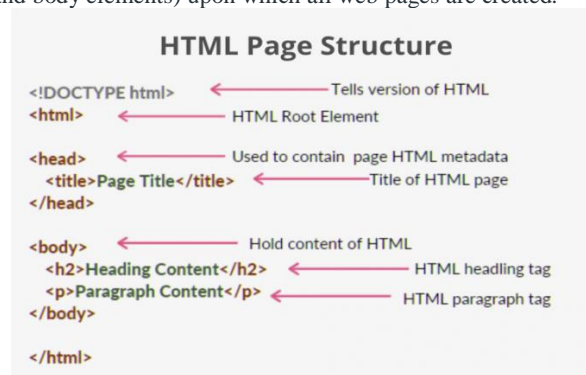 and body elements) upon which all web pages are created.
HTML Page Structure
<!DOCTYPE html> Tells version of HTML
<html> HTML Root Element
<head> Used to contain page HTML metadata
<title>Page Title</title> Title of HTML page
</head>
<body> Hold content of HTML
<h2>Heading Content</h2> HTML headling tag
<p>Paragraph Content</p> HTML paragraph tag
</body>
</html>